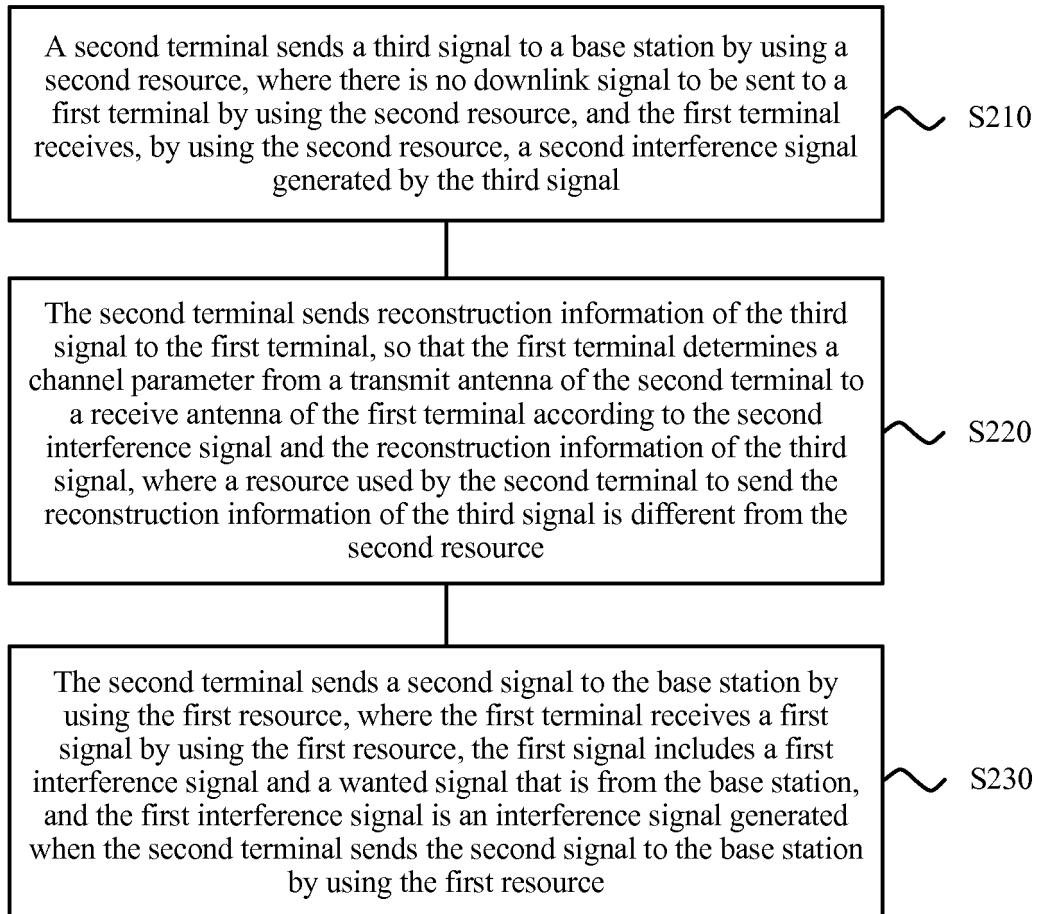 A second terminal sends a third signal to a base station by using a
second resource, where there is no downlink signal to be sent to a
first terminal by using the second resource, and the first terminal
receives, by using the second resource, a second interference signal
generated by the third signal
S210
The second terminal sends reconstruction information of the third
signal to the first terminal, so that the first terminal determines a
channel parameter from a transmit antenna of the second terminal to
a receive antenna of the first terminal according to the second
interference signal and the reconstruction information of the third
signal, where a resource used by the second terminal to send the
reconstruction information of the third signal is different from the
second resource
S220
The second terminal sends a second signal to the base station by
using the first resource, where the first terminal receives a first
signal by using the first resource, the first signal includes a first
interference signal and a wanted signal that is from the base station,
and the first interference signal is an interference signal generated
when the second terminal sends the second signal to the base station
by using the first resource
S230